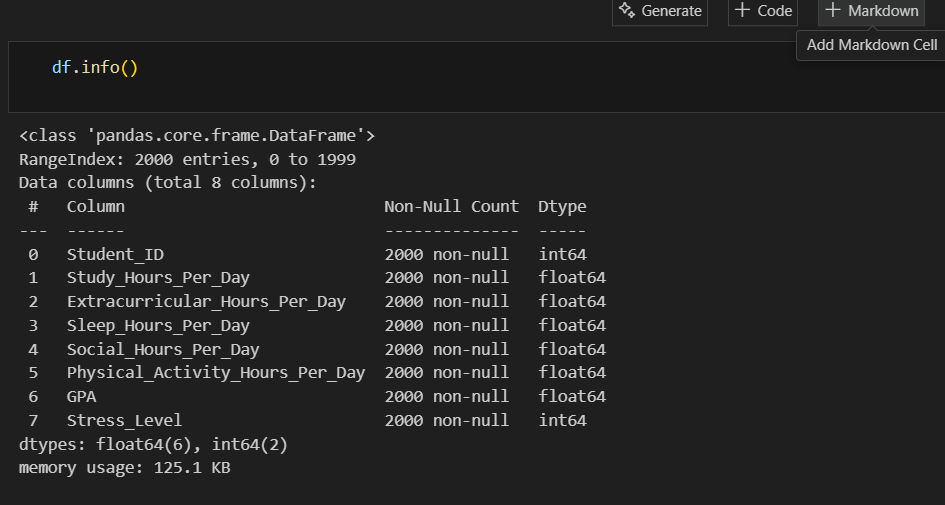 Generate
Code
Markdown
Add Markdown Cell
df.info()
<class 'pandas.core.frame.DataFrame'>
RangeIndex: 2000 entries, 0 to 1999
Data columns (total 8 columns):
 #   Column                           Non-Null Count  Dtype
---  ------                           --------------  -----
 0   Student_ID                       2000 non-null   int64
 1   Study_Hours_Per_Day              2000 non-null   float64
 2   Extracurricular_Hours_Per_Day    2000 non-null   float64
 3   Sleep_Hours_Per_Day              2000 non-null   float64
 4   Social_Hours_Per_Day             2000 non-null   float64
 5   Physical_Activity_Hours_Per_Day  2000 non-null   float64
 6   GPA                              2000 non-null   float64
 7   Stress_Level                     2000 non-null   int64
dtypes: float64(6), int64(2)
memory usage: 125.1 KB